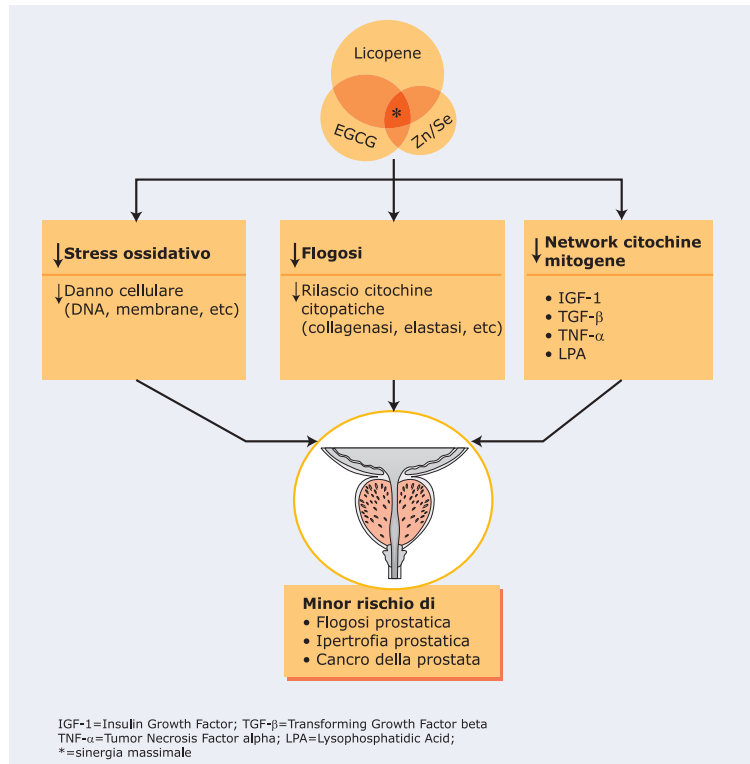 Licopene
*
EGCG
Zn/Se
↓Stress ossidativo
↓Danno cellulare
(DNA, membrane, etc)
↓Flogosi
↓Rilascio citochine
citopatiche
(collagenasi, elastasi, etc)
↓Network citochine
mitogene
• IGF-1
• TGF-β
• TNF-α
• LPA
Minor rischio di
• Flogosi prostatica
• Ipertrofia prostatica
• Cancro della prostata
IGF-1=Insulin Growth Factor; TGF-β=Transforming Growth Factor beta
TNF-α=Tumor Necrosis Factor alpha; LPA=Lysophosphatidic Acid;
*=sinergia massimale